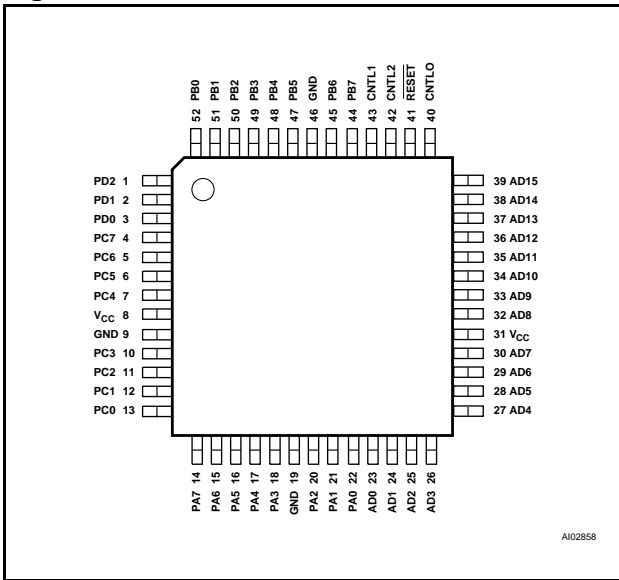 52 PB0
51 PB1
50 PB2
49 PB3
48 PB4
47 PB5
46 GND
45 PB6
44 PB7
43 CNTL1
42 CNTL2
41 RESET
40 CNTL0
PD2 1
PD1 2
PD0 3
PC7 4
PC6 5
PC5 6
PC4 7
VCC 8
GND 9
PC3 10
PC2 11
PC1 12
PC0 13
39 AD15
38 AD14
37 AD13
36 AD12
35 AD11
34 AD10
33 AD9
32 AD8
31 VCC
30 AD7
29 AD6
28 AD5
27 AD4
PA7 14
PA6 15
PA5 16
PA4 17
PA3 18
GND 19
PA2 20
PA1 21
PA0 22
AD0 23
AD1 24
AD2 25
AD3 26
AI02858